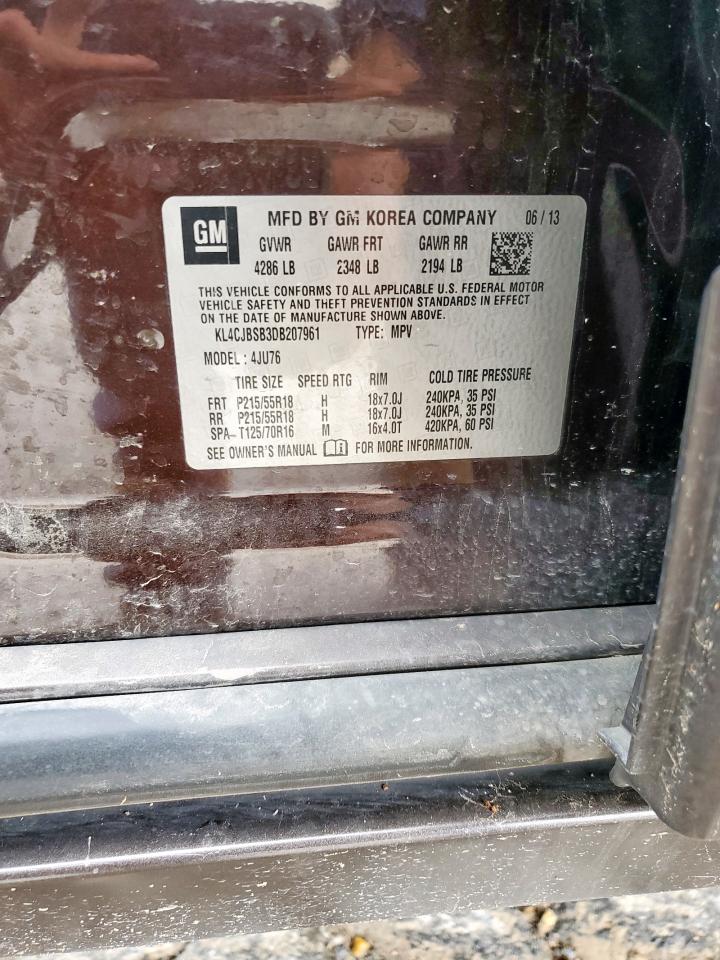 GM MFD BY GM KOREA COMPANY 06 / 13
GVWR GAWR FRT GAWR RR
4286 LB 2348 LB 2194 LB
THIS VEHICLE CONFORMS TO ALL APPLICABLE U.S. FEDERAL MOTOR
VEHICLE SAFETY AND THEFT PREVENTION STANDARDS IN EFFECT
ON THE DATE OF MANUFACTURE SHOWN ABOVE.
KL4CJBSB3DB207961 TYPE: MPV
MODEL : 4JU76
TIRE SIZE SPEED RTG RIM COLD TIRE PRESSURE
FRT P215/55R18 H 18x7.0J 240KPA, 35 PSI
RR P215/55R18 H 18x7.0J 240KPA, 35 PSI
SPA- T125/70R16 M 16x4.0T 420KPA, 60 PSI
SEE OWNER'S MANUAL FOR MORE INFORMATION.